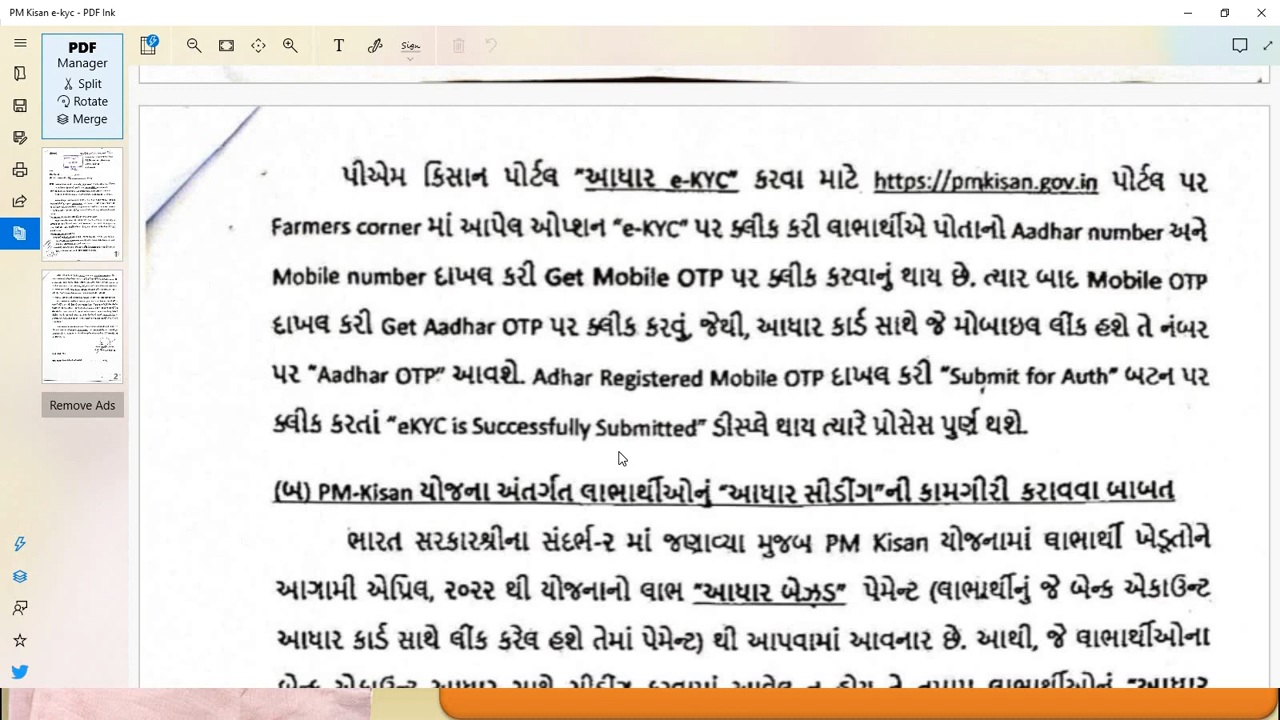 PM Kisan e-kyc - PDF Ink
PDF
Manager
Split
Rotate
Merge
1
2
Remove Ads
Sign
પીએમ કિસાન પોર્ટલ "આધાર e-KYC" કરવા માટે https://pmkisan.gov.in પોર્ટલ પર
Farmers corner માં આપેલ ઓપ્શન "e-KYC" પર ક્લીક કરી લાભાર્થીએ પોતાનો Aadhar number અને
Mobile number દાખલ કરી Get Mobile OTP પર ક્લીક કરવાનું થાય છે. ત્યાર બાદ Mobile OTP
દાખલ કરી Get Aadhar OTP પર ક્લીક કરવું, જેથી, આધાર કાર્ડ સાથે જે મોબાઇલ લીંક હશે તે નંબર
પર "Aadhar OTP" આવશે. Adhar Registered Mobile OTP દાખલ કરી "Submit for Auth" બટન પર
ક્લીક કરતાં "eKYC is Successfully Submitted" ડીસ્પ્લે થાય ત્યારે પ્રોસેસ પુર્ણ થશે.
(બ) PM-Kisan યોજના અંતર્ગત લાભાર્થીઓનું "આધાર સીડીંગ"ની કામગીરી કરાવવા બાબત
ભારત સરકારશ્રીના સંદર્ભ-૨ માં જણાવ્યા મુજબ PM Kisan યોજનામાં લાભાર્થી ખેડૂતોને
આગામી એપ્રિલ, ૨૦૨૨ થી યોજનાનો લાભ "આધાર બેઝડ" પેમેન્ટ (લાભાર્થીનું જે બેન્ક એકાઉન્ટ
આધાર કાર્ડ સાથે લીંક કરેલ હશે તેમાં પેમેન્ટ) થી આપવામાં આવનાર છે. આથી, જે લાભાર્થીઓના